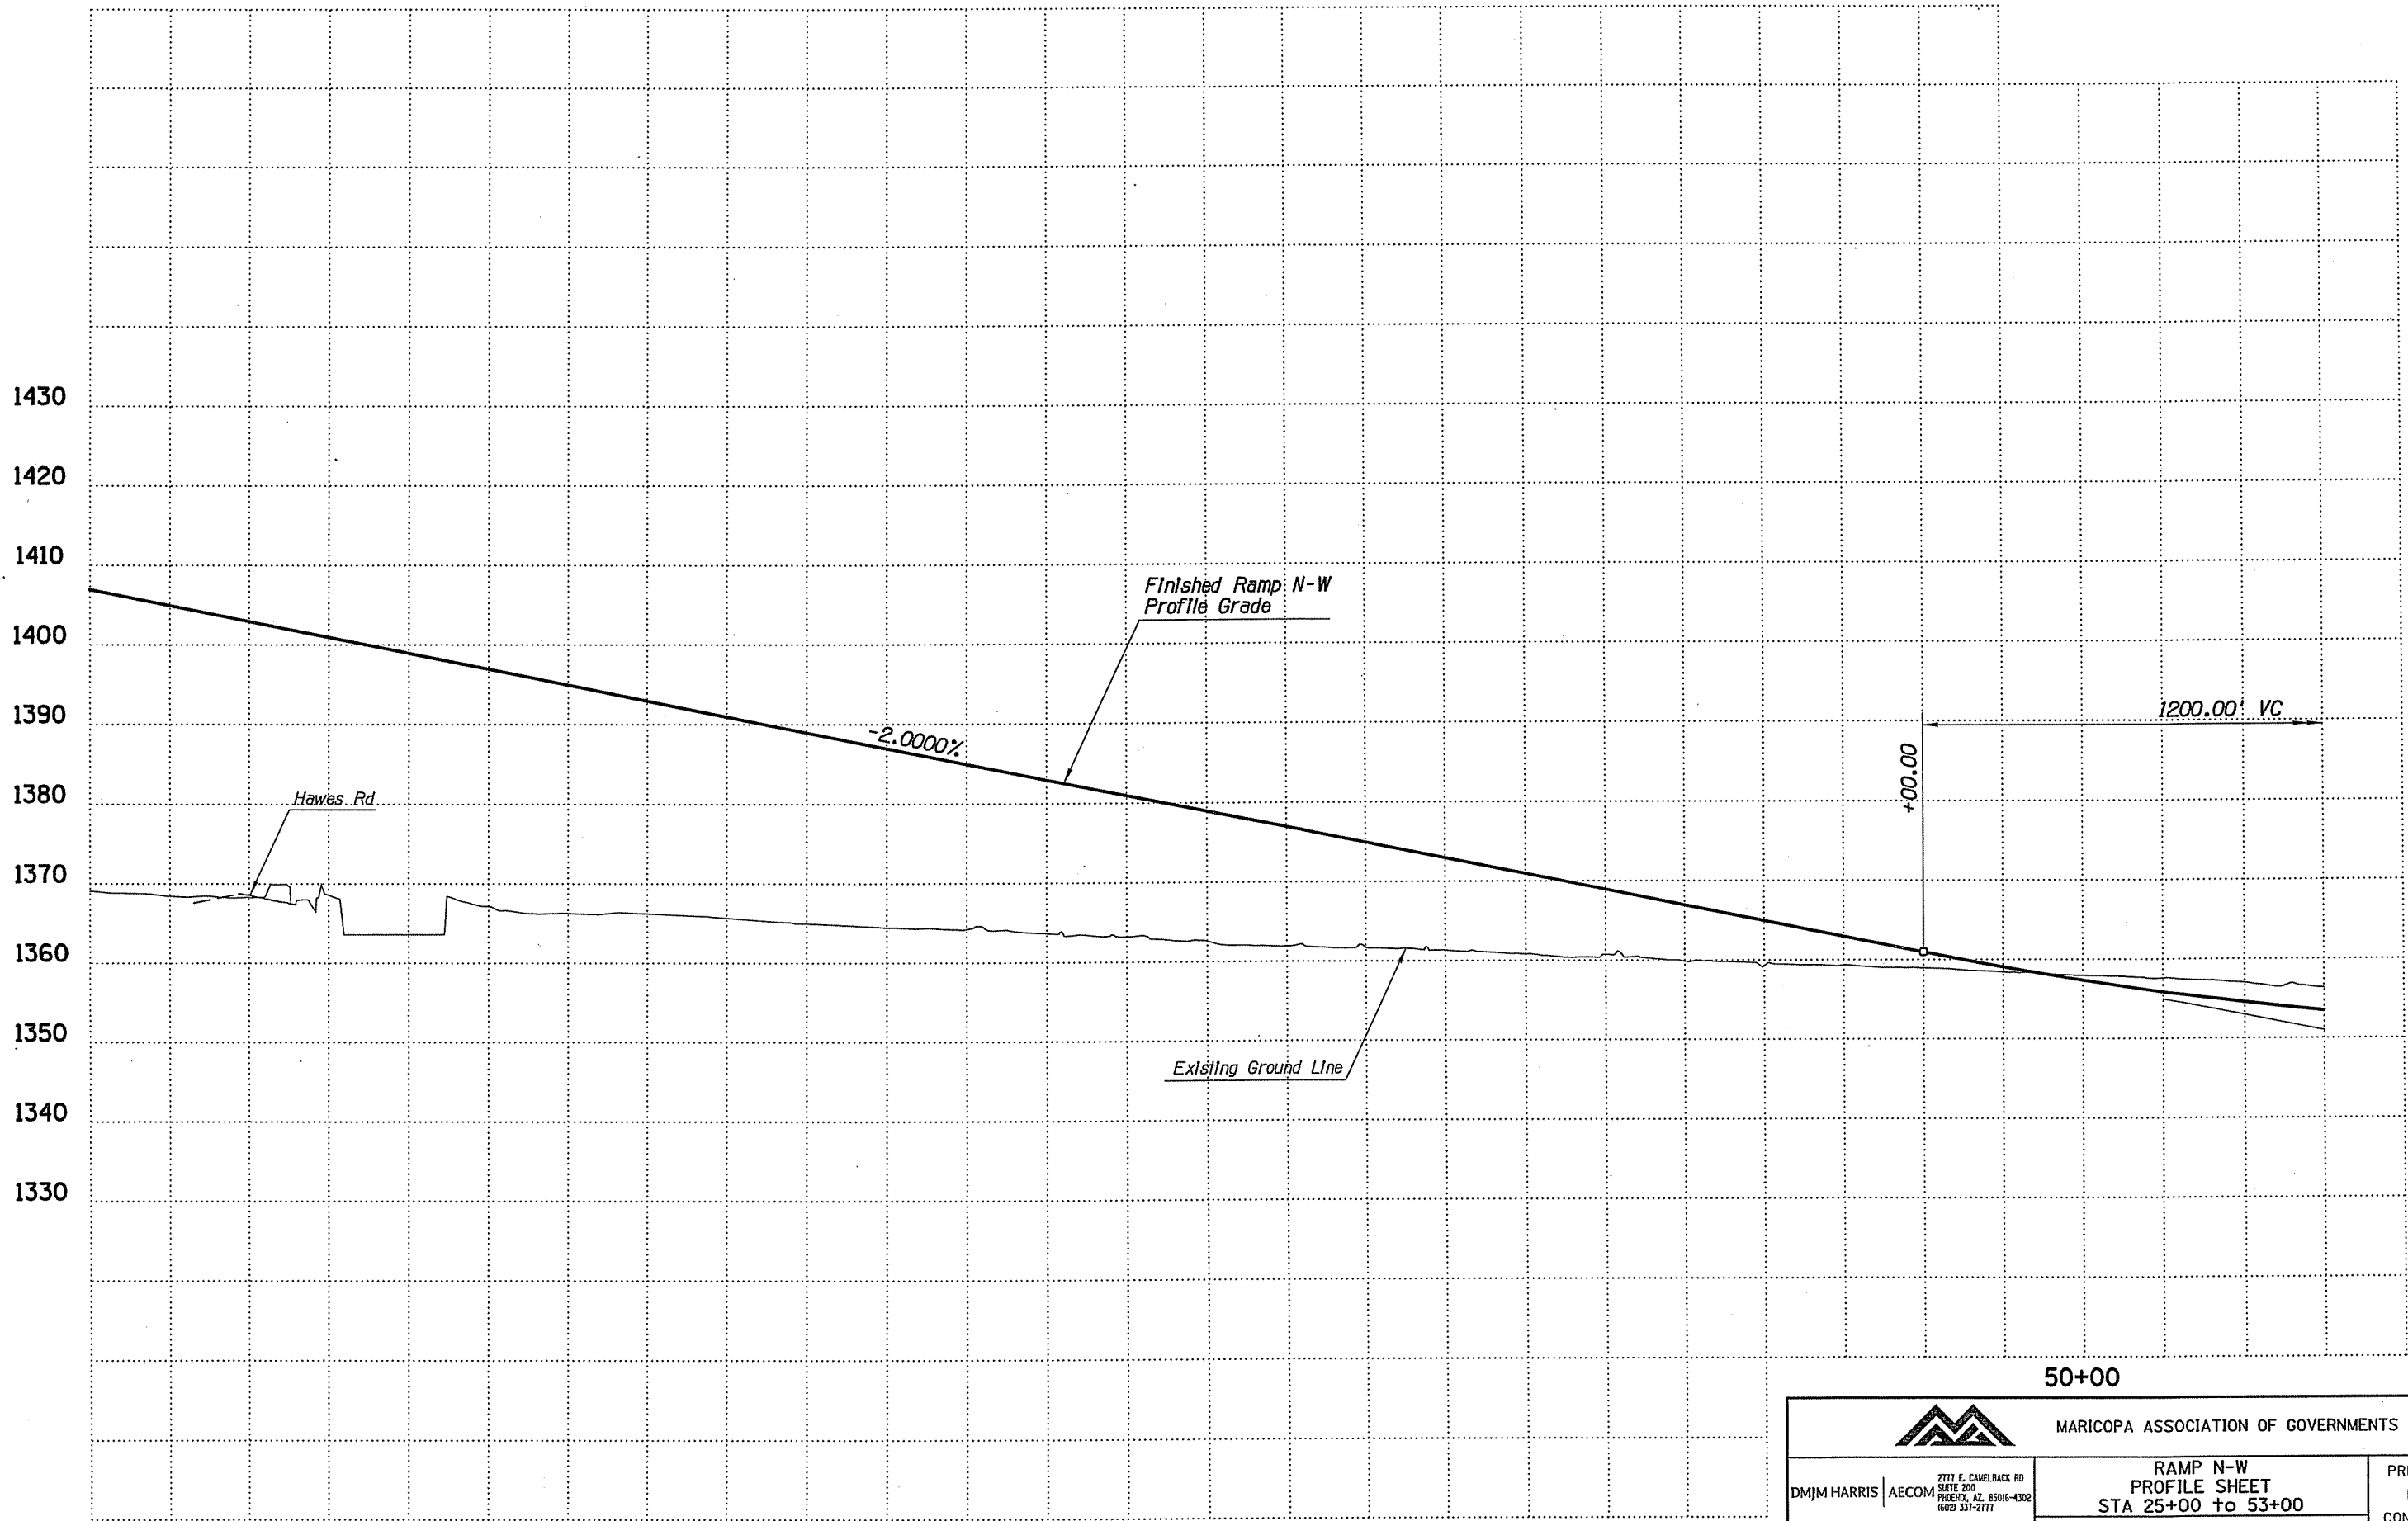 1430
1420
1410
1400
1390
1380
1370
1360
1350
1340
1330
Finished Ramp N-W
Profile Grade
-2.0000%
Hawes Rd
1200.00' VC
+00.00
Existing Ground Line
50+00
MARICOPA ASSOCIATION OF GOVERNMENTS
DMJM HARRIS | AECOM
2777 E. CAMELBACK RD
SUITE 200
PHOENIX, AZ. 85016-4302
(602) 337-2777
RAMP N-W
PROFILE SHEET
STA 25+00 to 53+00